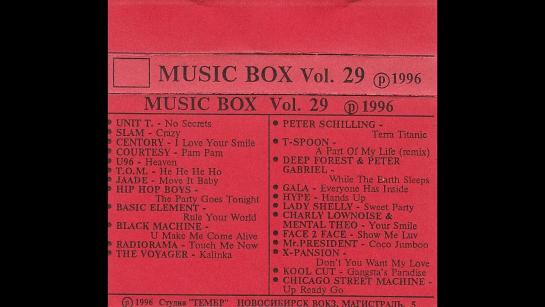 MUSIC BOX Vol. 29 ℗ 1996
MUSIC BOX Vol. 29 ℗ 1996
• UNIT T. - No Secrets
• SLAM - Crazy
• CENTORY - I Love Your Smile
• COURTESY - Pam Pam
• U96 - Heaven
• T.O.M. - He He He Ho
• JAADE - Move It Baby
• HIP HOP BOYS -
The Party Goes Tonight
• BASIC ELEMENT -
Rule Your World
• BLACK MACHINE -
U Make Me Come Alive
• RADIORAMA - Touch Me Now
• THE VOYAGER - Kalinka
• PETER SCHILLING -
Terra Titanic
• T-SPOON -
A Part Of My Life (remix)
• DEEP FOREST & PETER
GABRIEL -
While The Earth Sleeps
• GALA - Everyone Has Inside
• HYPE - Hands Up
• LADY SHELLY - Sweet Party
• CHARLY LOWNOISE &
MENTAL THEO - Your Smile
• FACE 2 FACE - Show Me Luv
• Mr.PRESIDENT - Coco Jumbon
• X-PANSION -
Don't You Want My Love
• KOOL CUT - Gangsta's Paradise
• CHICAGO STREET MACHINE -
Up Ready Go
℗ 1996 Студия "ТЕМБР" НОВОСИБИРСК ВОКЗ. МАГИСТРАЛЬ, 5